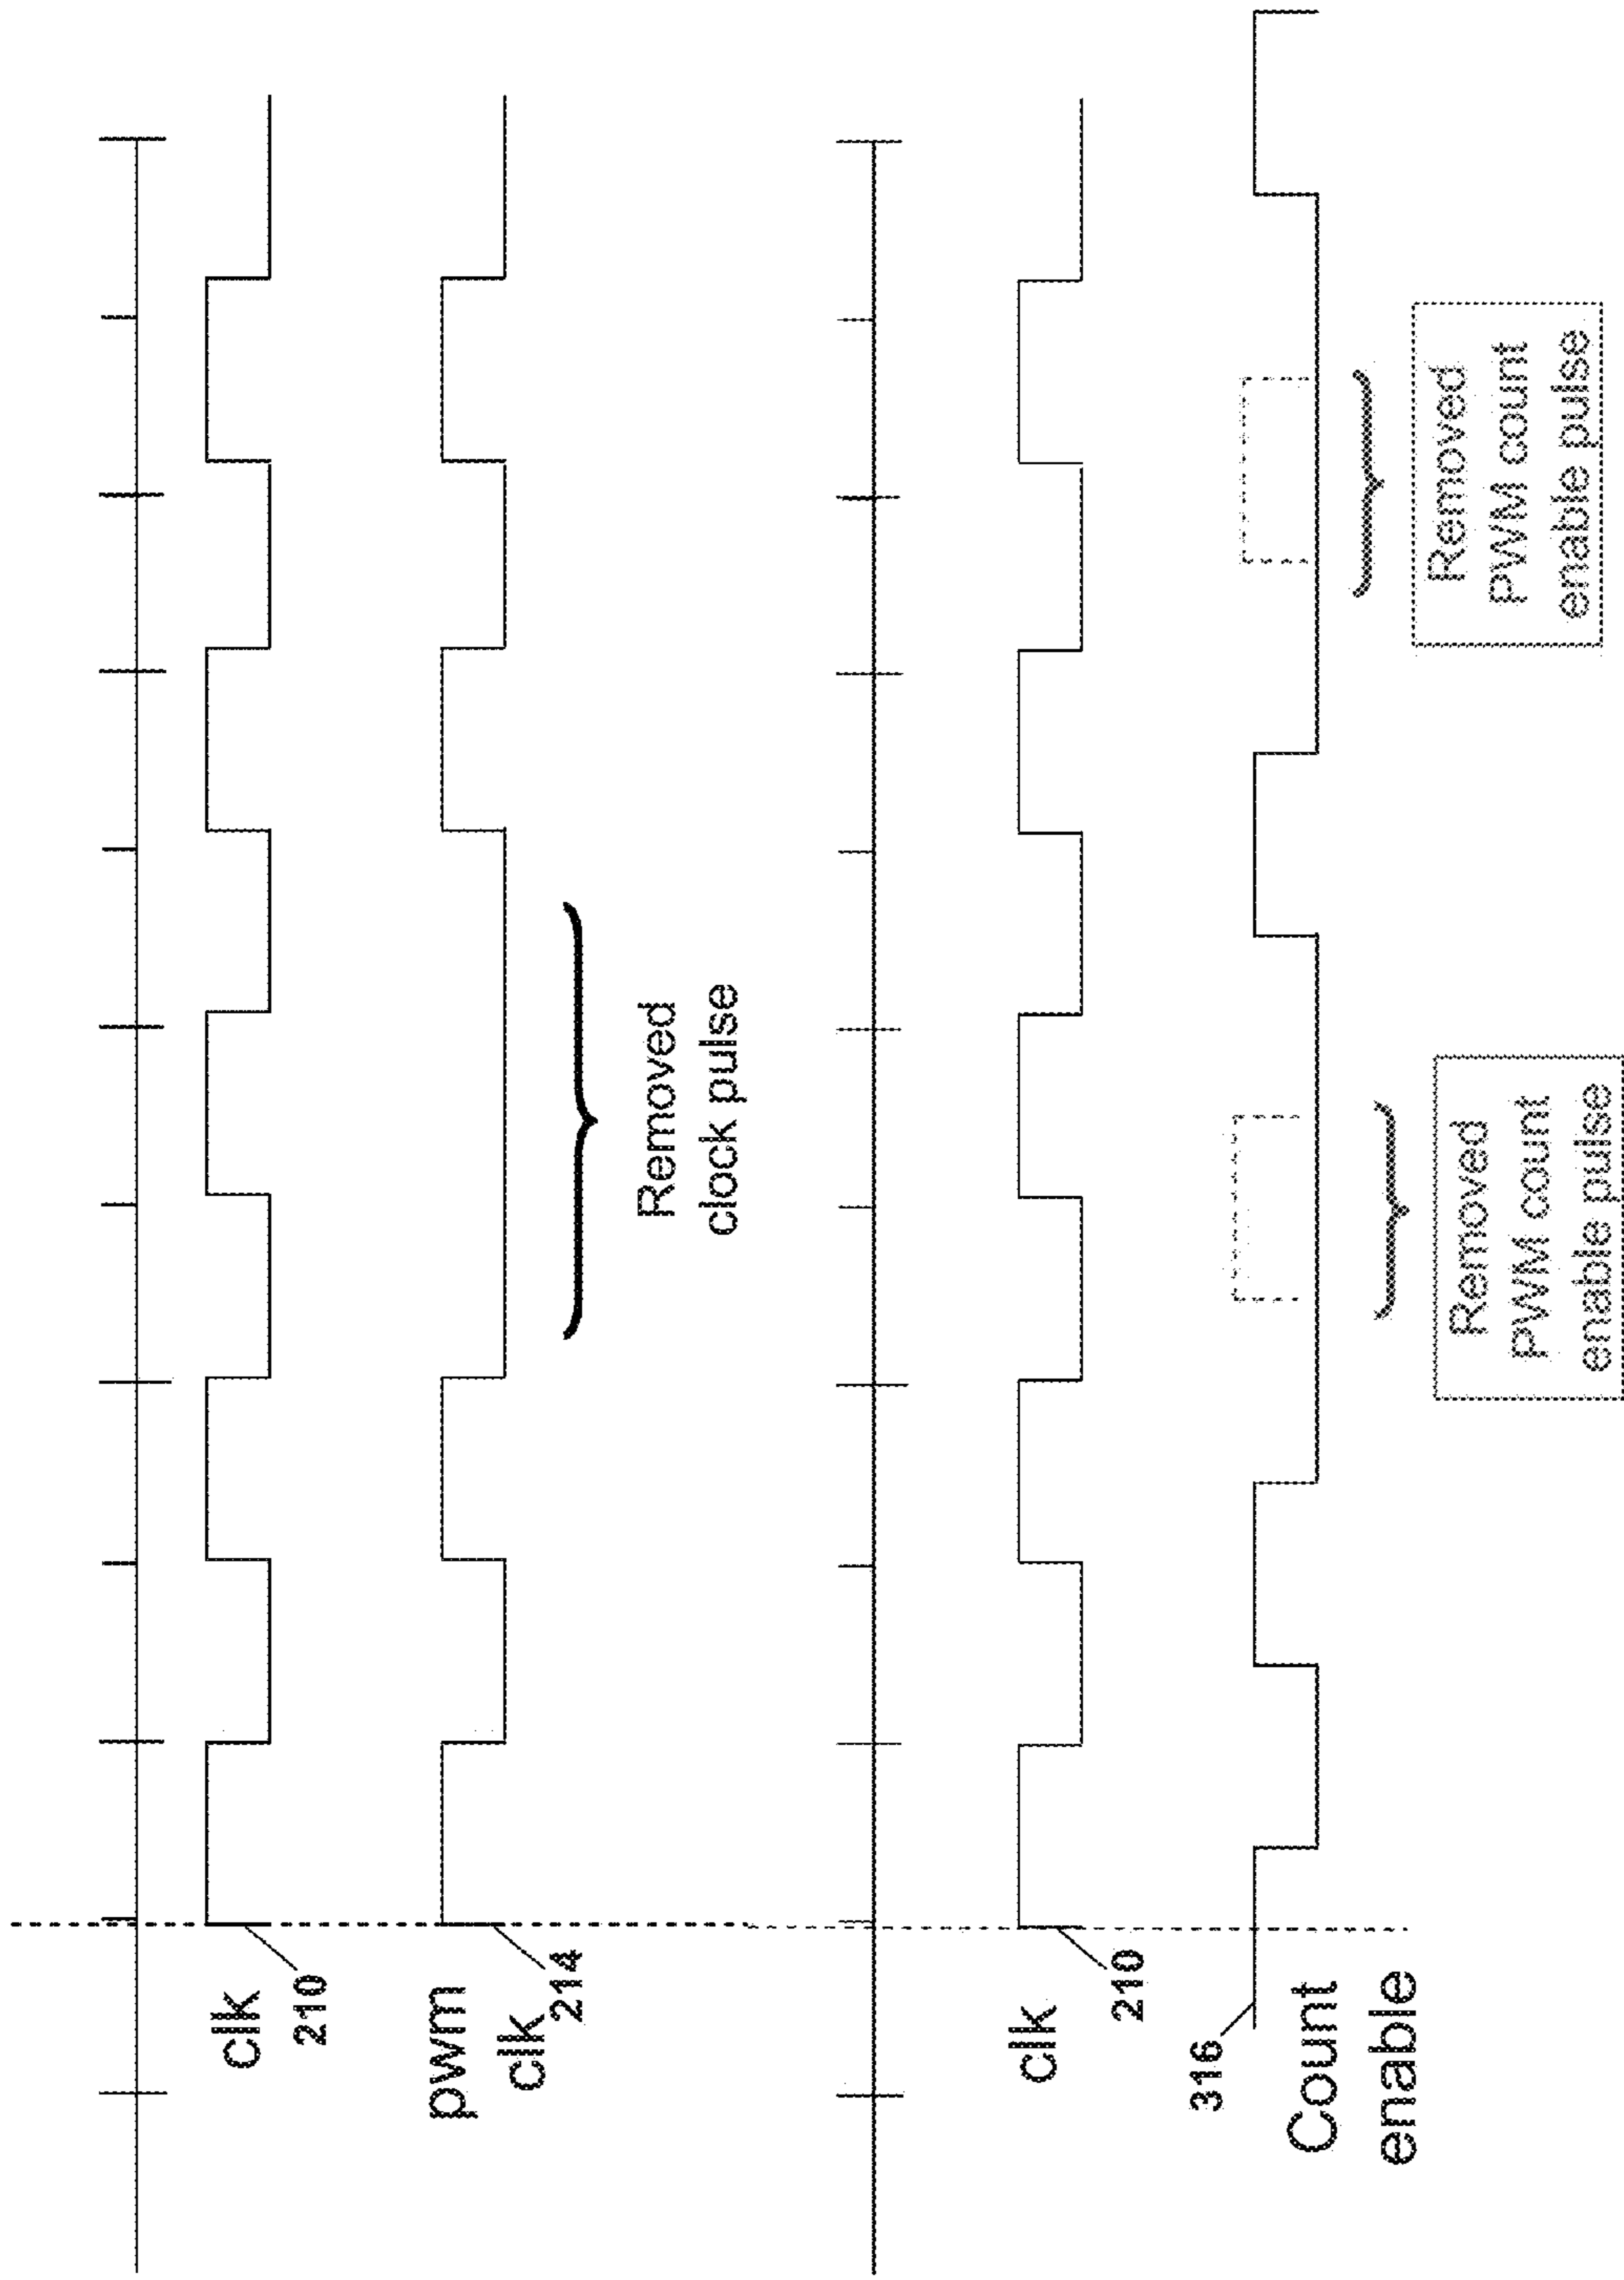 clk
210
pwm
clk
214
Removed
clock pulse
clk
210
316
Count
enable
Removed
PWM count
enable pulse
Removed
PWM count
enable pulse